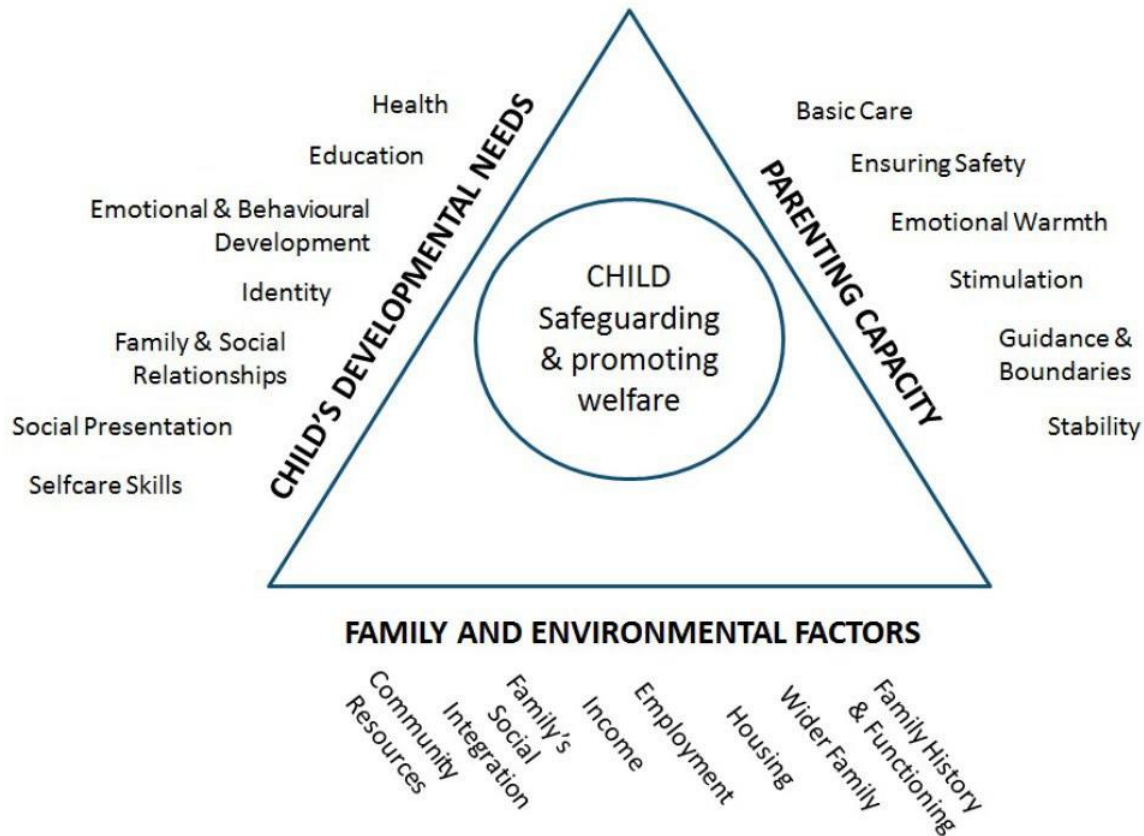 Health
Education
Emotional & Behavioural
Development
Identity
Family & Social
Relationships
Social Presentation
Selfcare Skills
CHILD'S DEVELOPMENTAL NEEDS
CHILD
Safeguarding
& promoting
welfare
PARENTING CAPACITY
Basic Care
Ensuring Safety
Emotional Warmth
Stimulation
Guidance &
Boundaries
Stability
FAMILY AND ENVIRONMENTAL FACTORS
Community
Resources
Family's
Social
Integration
Income
Employment
Housing
Wider Family
Family History
& Functioning